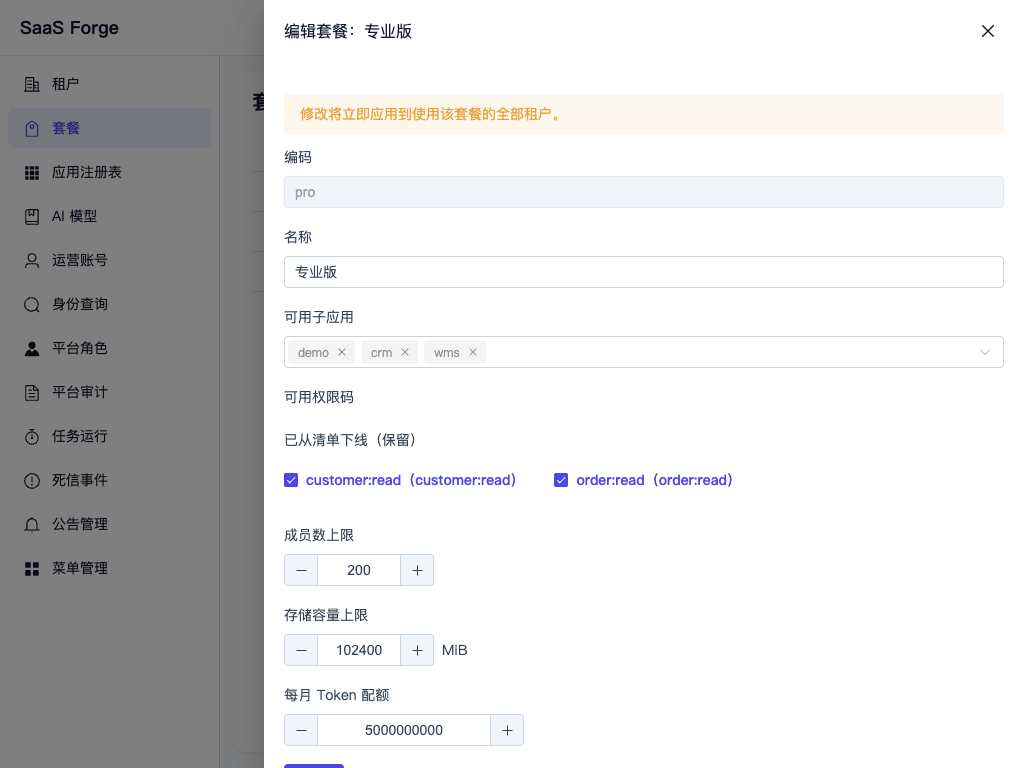 SaaS Forge
租户
套餐
应用注册表
AI 模型
运营账号
身份查询
平台角色
平台审计
任务运行
死信事件
公告管理
菜单管理
套
编辑套餐：专业版
修改将立即应用到使用该套餐的全部租户。
编码
pro
名称
专业版
可用子应用
demo crm wms
可用权限码
已从清单下线（保留）
customer:read（customer:read） order:read（order:read）
成员数上限
200
存储容量上限
102400 MiB
每月 Token 配额
5000000000